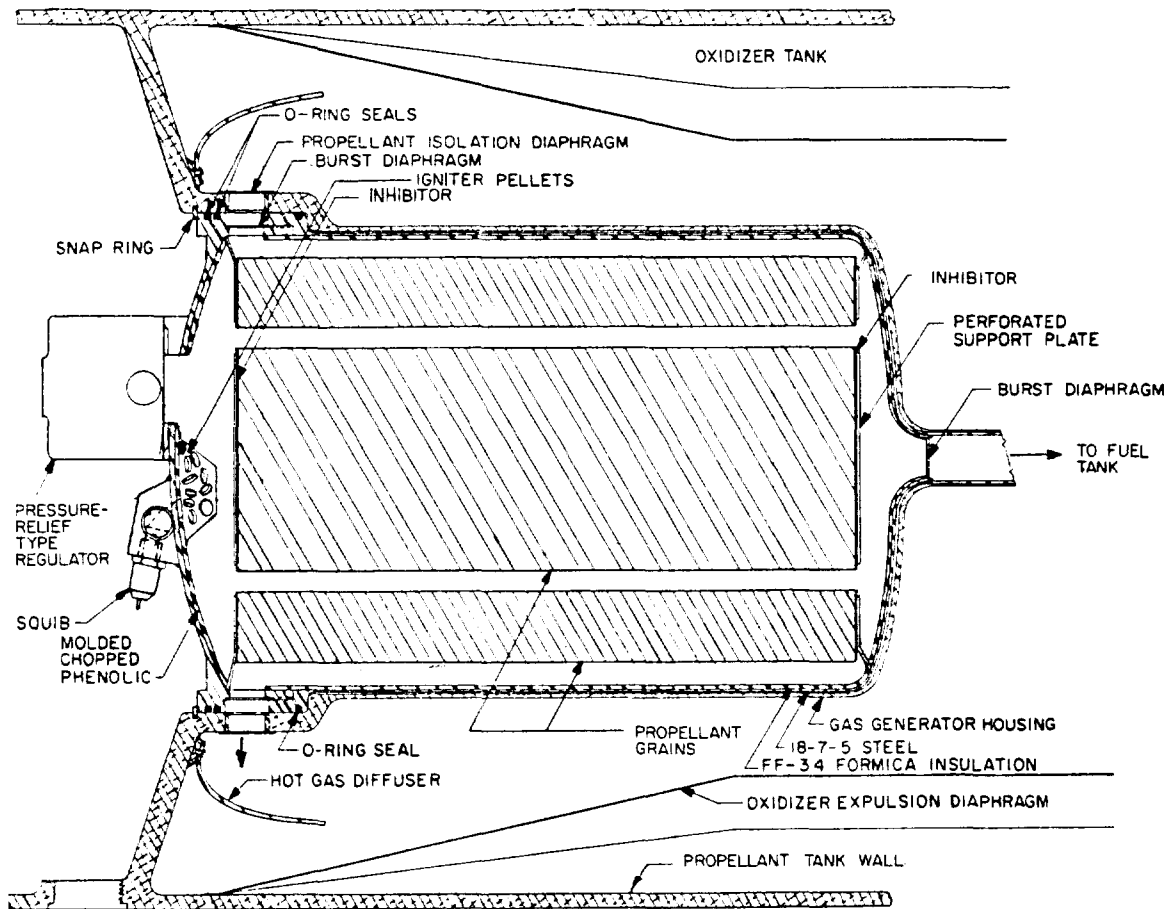 OXIDIZER TANK
O-RING SEALS
PROPELLANT ISOLATION DIAPHRAGM
BURST DIAPHRAGM
IGNITER PELLETS
INHIBITOR
SNAP RING
INHIBITOR
PERFORATED
SUPPORT PLATE
BURST DIAPHRAGM
TO FUEL
TANK
PRESSURE-
RELIEF
TYPE
REGULATOR
SQUIB
MOLDED
CHOPPED
PHENOLIC
PROPELLANT
GRAINS
GAS GENERATOR HOUSING
18-7-5 STEEL
FF-34 FORMICA INSULATION
O-RING SEAL
HOT GAS DIFFUSER
OXIDIZER EXPULSION DIAPHRAGM
PROPELLANT TANK WALL